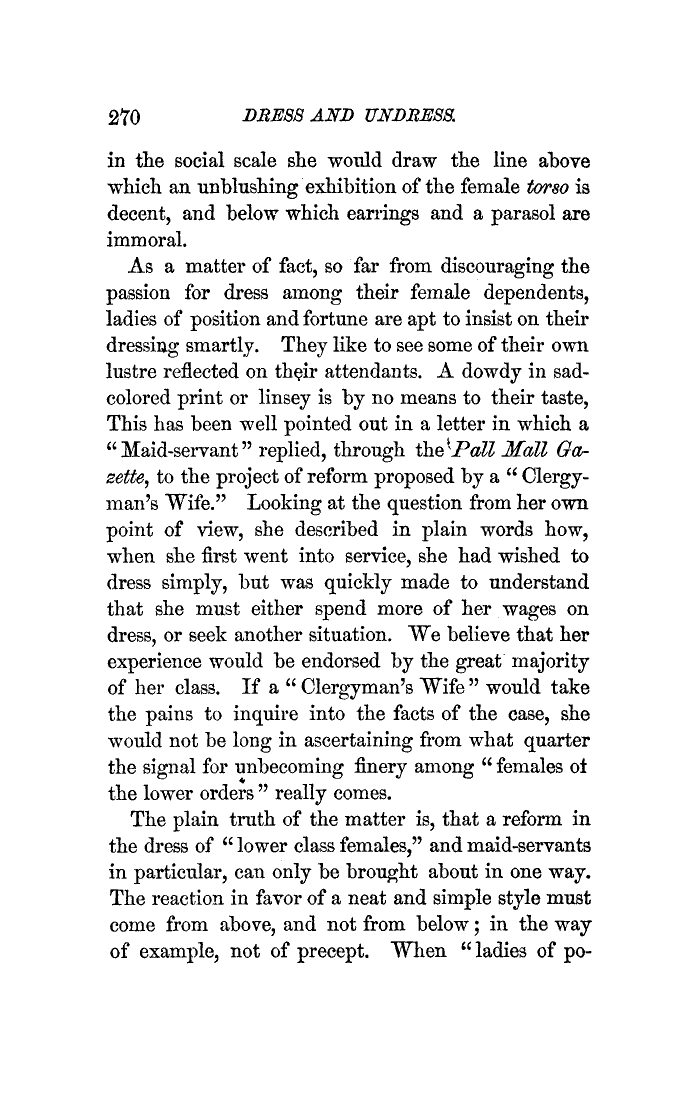 270 DRESS AND UNDRESS.
in the social scale she would draw the line above
which an unblushing exhibition of the female torso is
decent, and below which earrings and a parasol are
immoral.
As a matter of fact, so far from discouraging the
passion for dress among their female dependents,
ladies of position and fortune are apt to insist on their
dressing smartly. They like to see some of their own
lustre reflected on their attendants. A dowdy in sad-
colored print or linsey is by no means to their taste,
This has been well pointed out in a letter in which a
“Maid-servant” replied, through the Pall Mall Ga-
zette, to the project of reform proposed by a “Clergy-
man's Wife.” Looking at the question from her own
point of view, she described in plain words how,
when she first went into service, she had wished to
dress simply, but was quickly made to understand
that she must either spend more of her wages on
dress, or seek another situation. We believe that her
experience would be endorsed by the great majority
of her class. If a “Clergyman's Wife” would take
the pains to inquire into the facts of the case, she
would not be long in ascertaining from what quarter
the signal for unbecoming finery among “females of
the lower orders” really comes.
The plain truth of the matter is, that a reform in
the dress of “lower class females,” and maid-servants
in particular, can only be brought about in one way.
The reaction in favor of a neat and simple style must
come from above, and not from below; in the way
of example, not of precept. When “ladies of po-